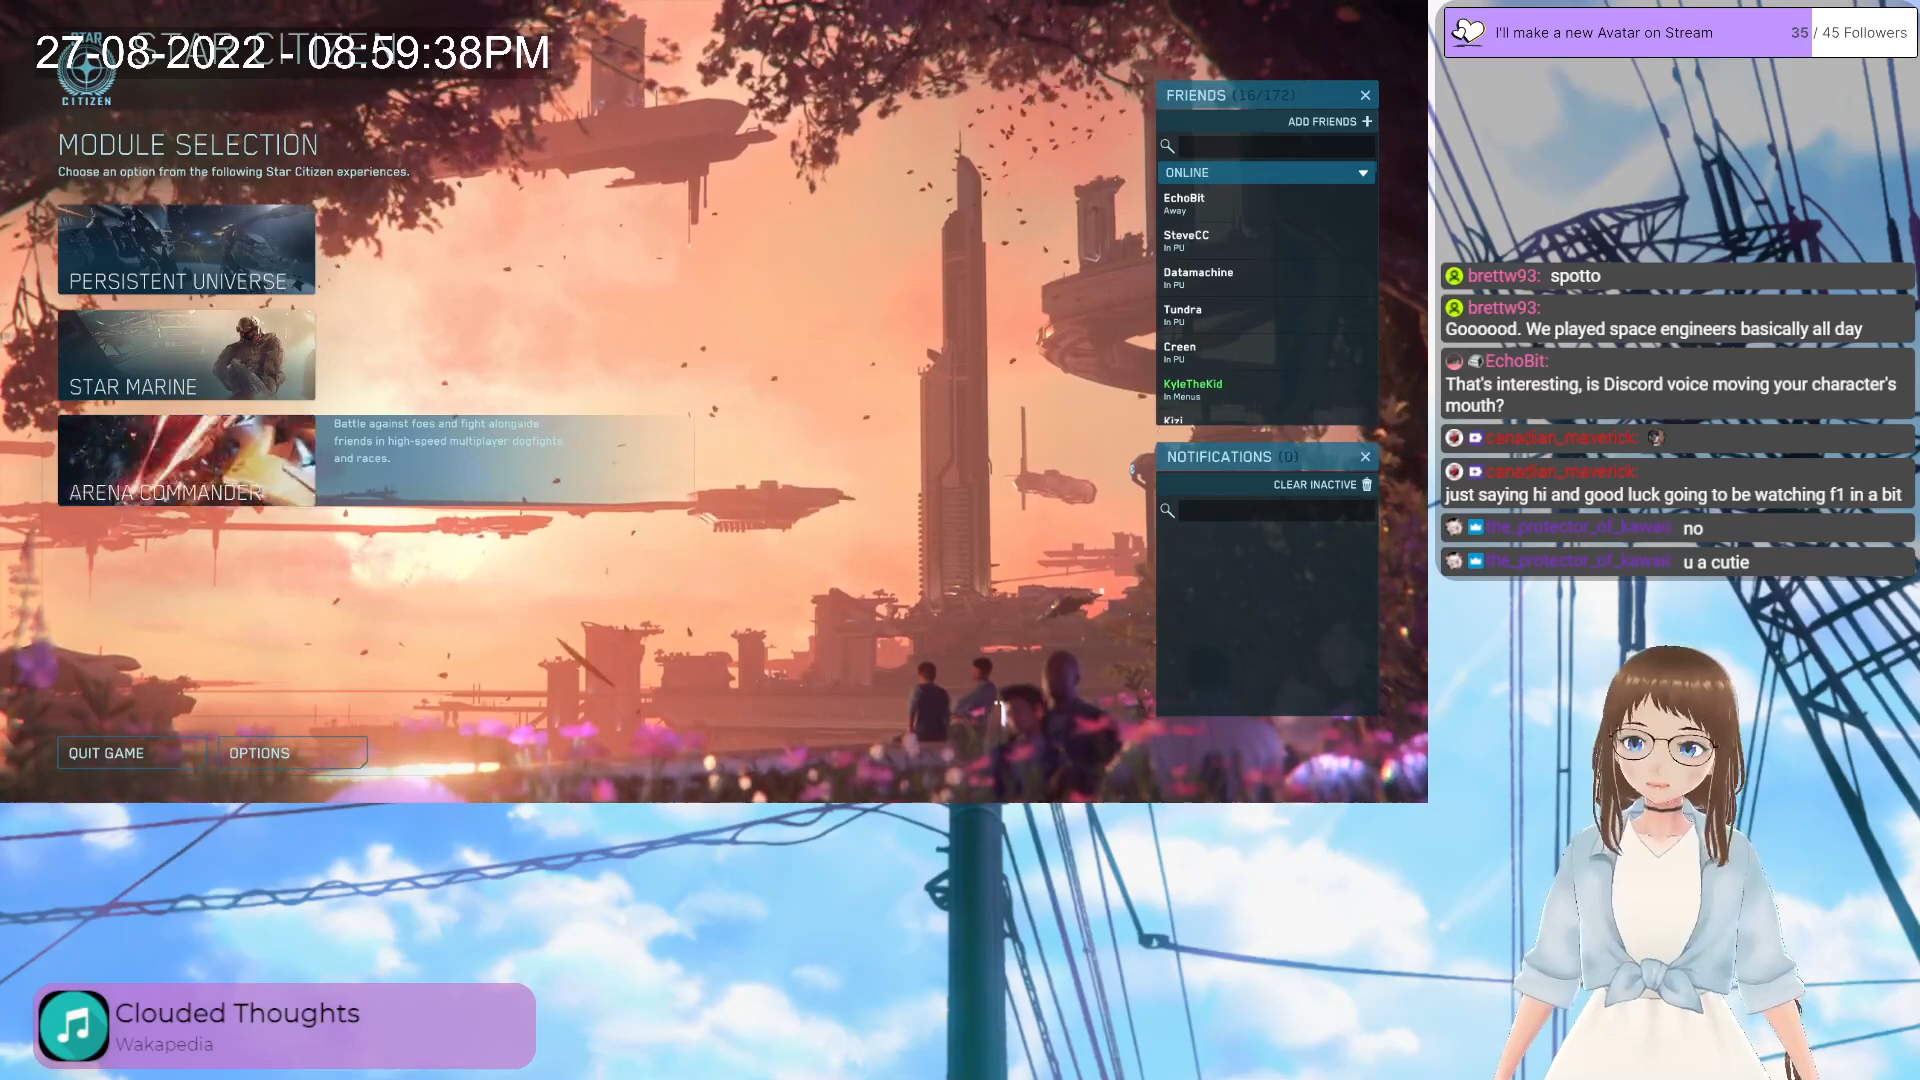 27-08-2022 - 08:59:38PM
STAR CITIZEN
STAR
CITIZEN
MODULE SELECTION
Choose an option from the following Star Citizen experiences.
PERSISTENT UNIVERSE
STAR MARINE
ARENA COMMANDER
Battle against foes and fight alongside
friends in high-speed multiplayer dogfights
and races.
QUIT GAME
OPTIONS
FRIENDS (16/172)
ADD FRIENDS
ONLINE
EchoBit
Away
SteveCC
In PU
Datamachine
In PU
Tundra
In PU
Creen
In PU
KyleTheKid
In Menus
Kizi
NOTIFICATIONS (0)
CLEAR INACTIVE
I'll make a new Avatar on Stream
35 / 45 Followers
brettw93: spotto
brettw93:
Goooood. We played space engineers basically all day
EchoBit:
That's interesting, is Discord voice moving your character's
mouth?
canadian_maverick:
canadian_maverick:
just saying hi and good luck going to be watching f1 in a bit
the_protector_of_kawaii: no
the_protector_of_kawaii: u a cutie
Clouded Thoughts
Wakapedia